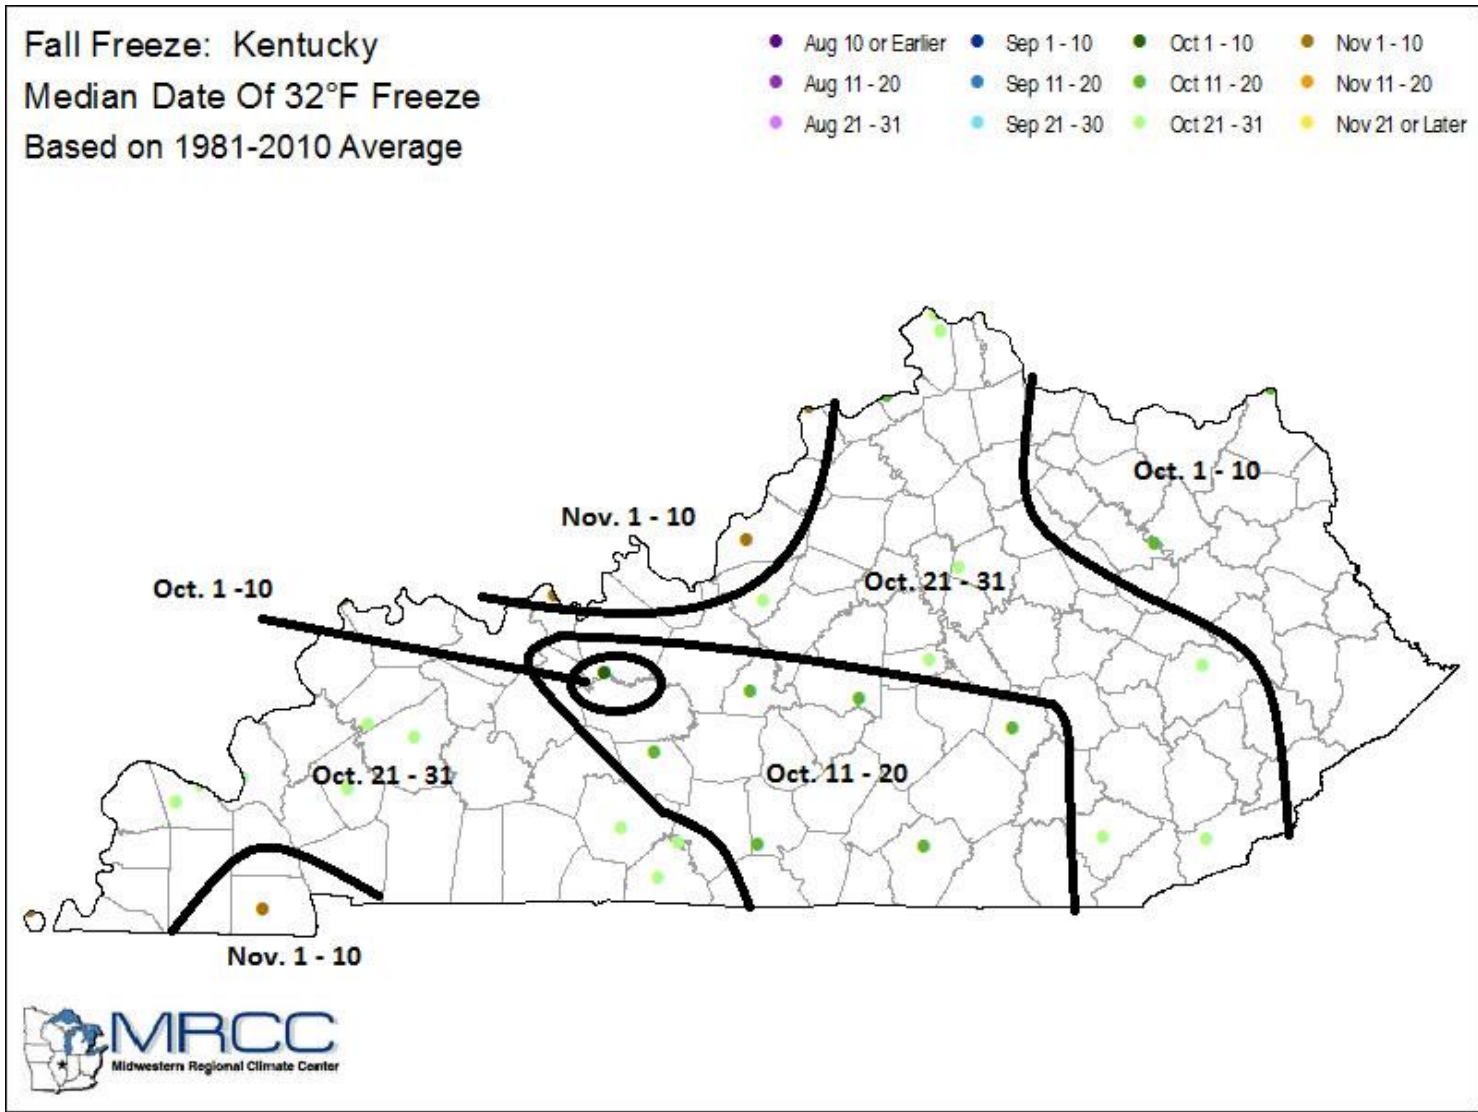 Fall Freeze: Kentucky
Median Date Of 32°F Freeze
Based on 1981-2010 Average
Aug 10 or Earlier
Aug 11 - 20
Aug 21 - 31
Sep 1 - 10
Sep 11 - 20
Sep 21 - 30
Oct 1 - 10
Oct 11 - 20
Oct 21 - 31
Nov 1 - 10
Nov 11 - 20
Nov 21 or Later
Oct. 1 - 10
Nov. 1 - 10
Oct. 1 -10
Oct. 21 - 31
Oct. 21 - 31
Oct. 11 - 20
Nov. 1 - 10
MRCC
Midwestern Regional Climate Center